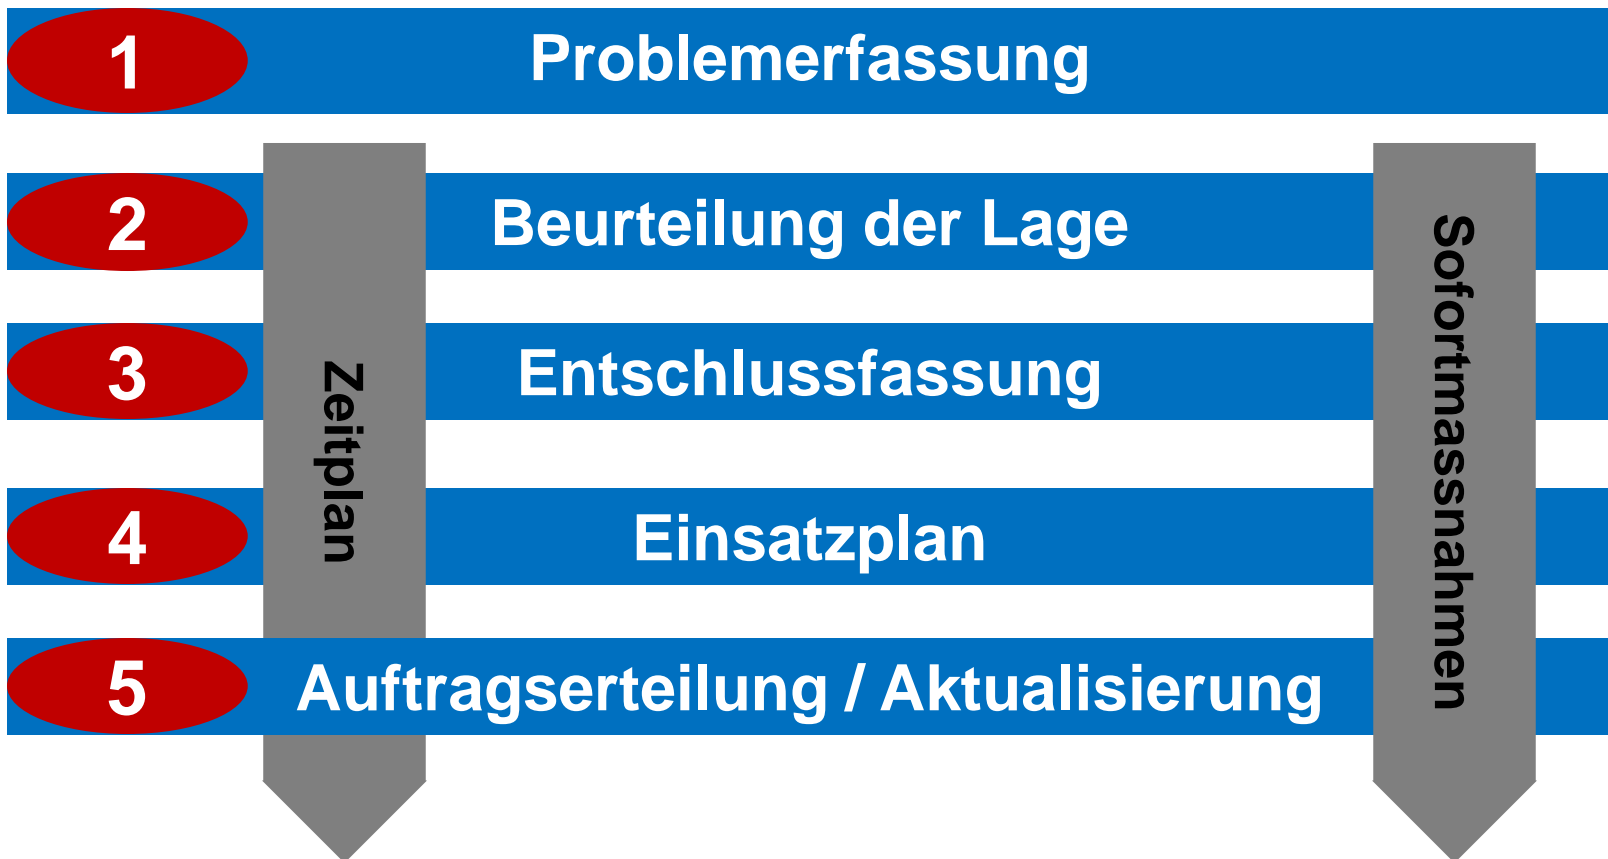 1 Problemerfassung
2 Beurteilung der Lage
3 Entschlussfassung
4 Einsatzplan
5 Auftragserteilung / Aktualisierung
Zeitplan
Sofortmassnahmen